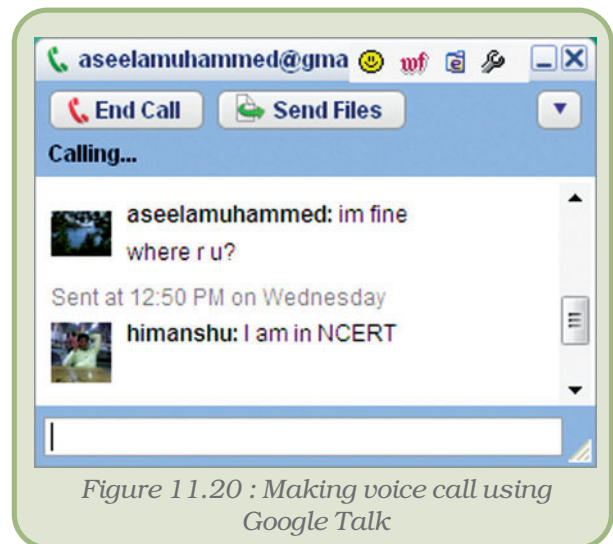 aseelamuhammed@gma wf
End Call Send Files
Calling...
aseelamuhammed: im fine
where r u?
Sent at 12:50 PM on Wednesday
himanshu: I am in NCERT
Figure 11.20 : Making voice call using
Google Talk